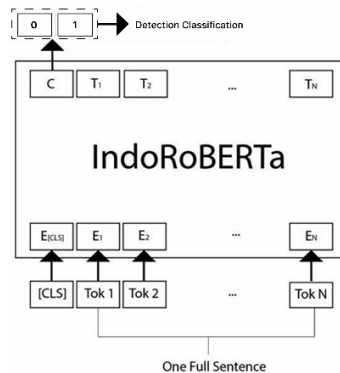 0 1 Detection Classification
C T1 T2 ... TN
IndoRoBERTa
E[CLS] E1 E2 ... EN
[CLS] Tok 1 Tok 2 ... Tok N
One Full Sentence